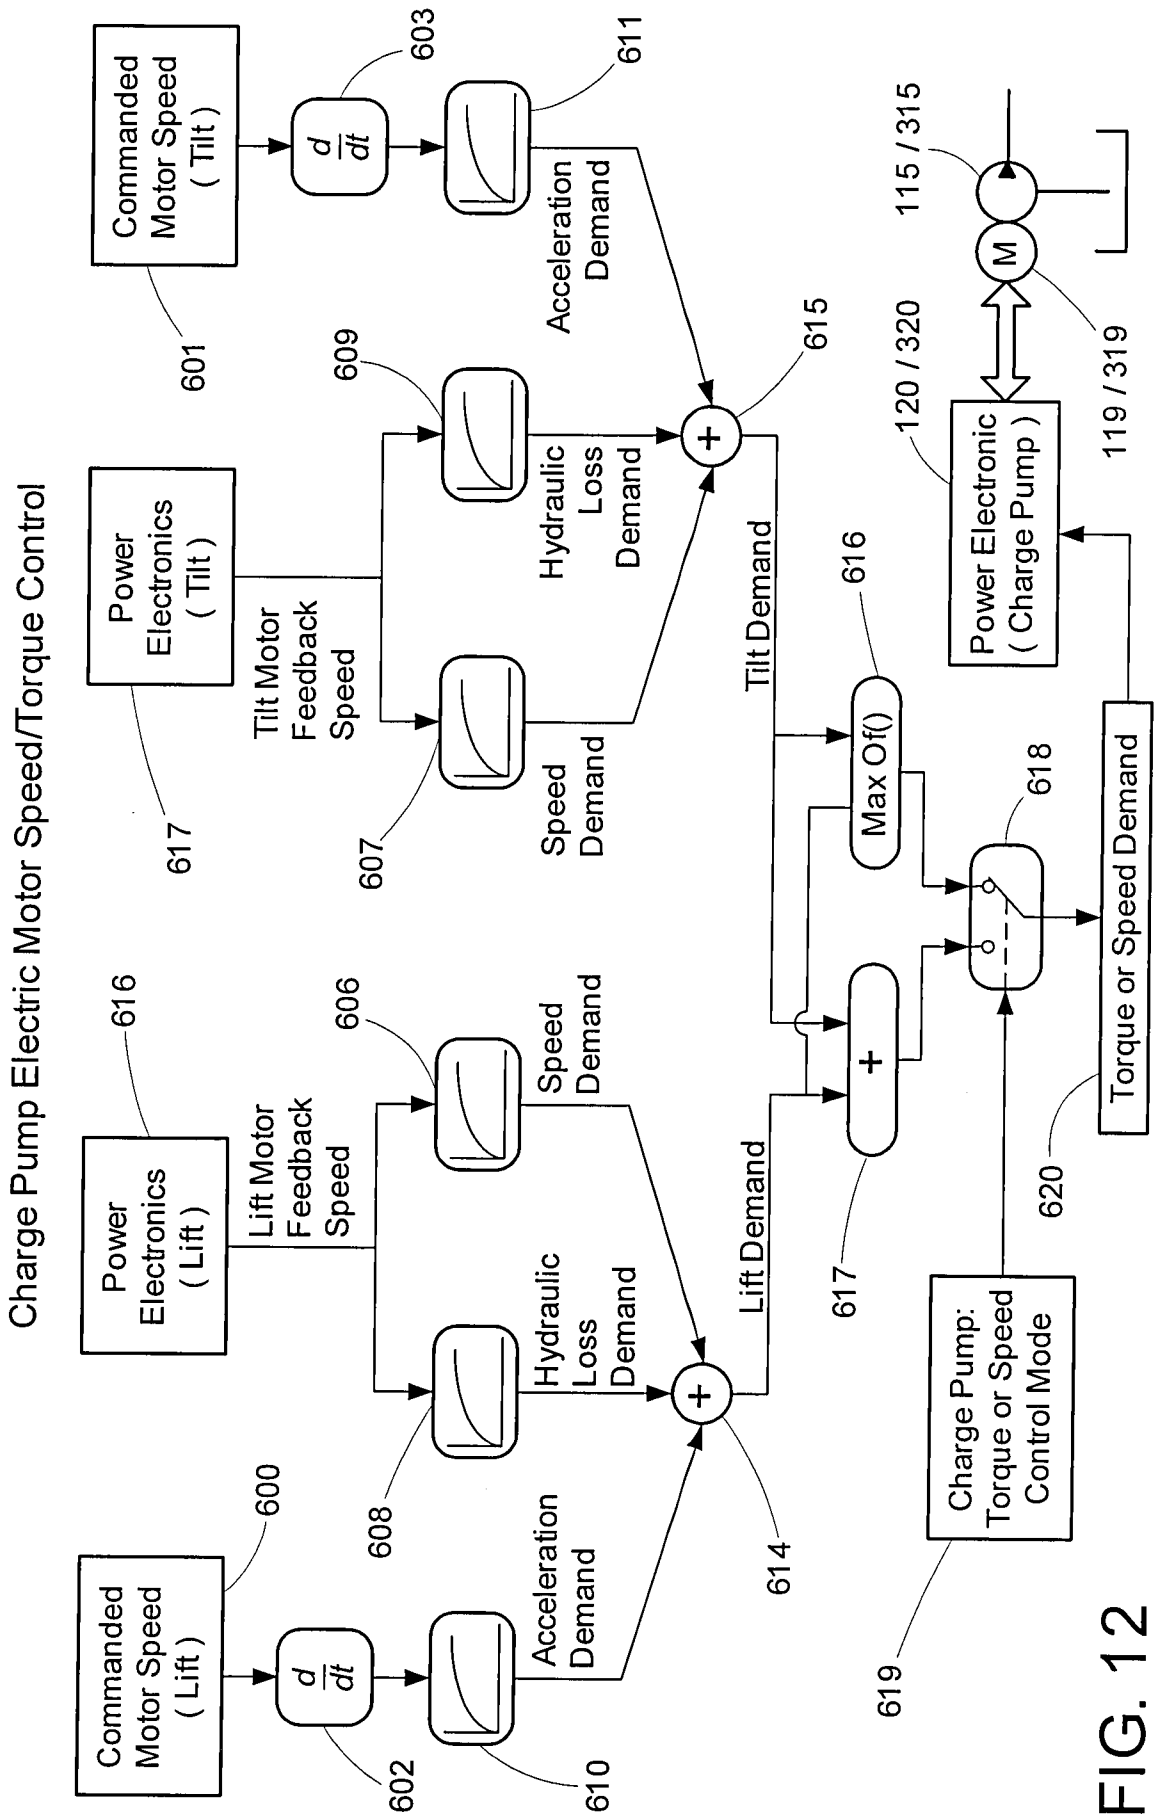 Charge Pump Electric Motor Speed/Torque Control
Commanded
Motor Speed
( Lift )
600
d
dt
602
610
Acceleration
Demand
Power
Electronics
( Lift )
616
Lift Motor
Feedback
Speed
608
606
Hydraulic
Loss
Demand
Speed
Demand
+
614
Lift Demand
Power
Electronics
( Tilt )
617
Tilt Motor
Feedback
Speed
607
609
Speed
Demand
Hydraulic
Loss
Demand
Commanded
Motor Speed
( Tilt )
601
d
dt
603
611
Acceleration
Demand
+
615
Tilt Demand
+
617
Max Of()
616
618
Charge Pump:
Torque or Speed
Control Mode
619
Torque or Speed Demand
620
Power Electronic
( Charge Pump )
120 / 320
M
119 / 319
115 / 315
FIG. 12